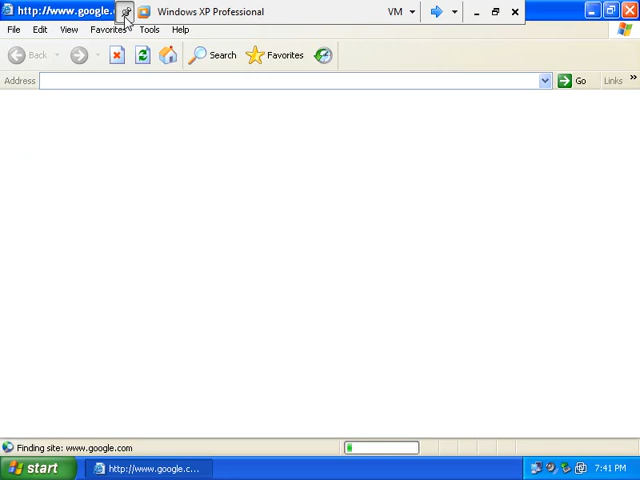 http://www.google. Windows XP Professional VM
File Edit View Favorites Tools Help
Back Search Favorites
Address Go Links »
Finding site: www.google.com
start http://www.google.c... 7:41 PM